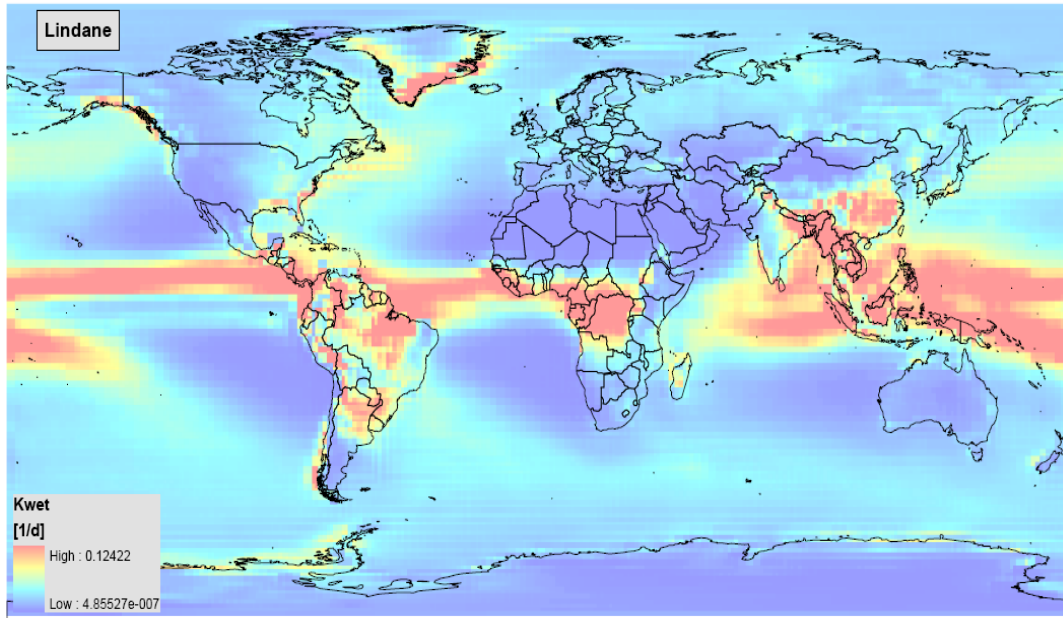 Lindane
Kwet
[1/d]
High : 0.12422
Low : 4.85527e-007